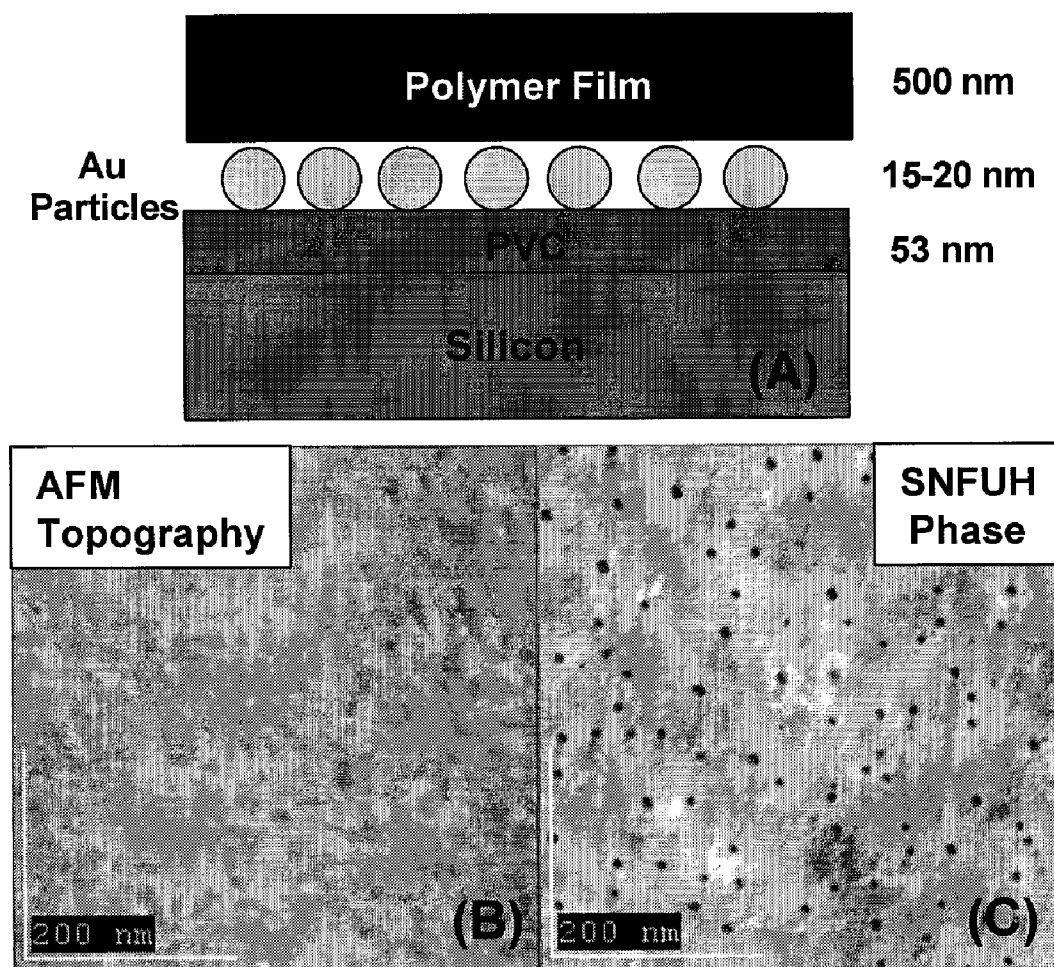 Polymer Film
500 nm
Au
Particles
15-20 nm
PVC
53 nm
Silicon
(A)
AFM
Topography
SNFUH
Phase
200 nm
(B)
200 nm
(C)